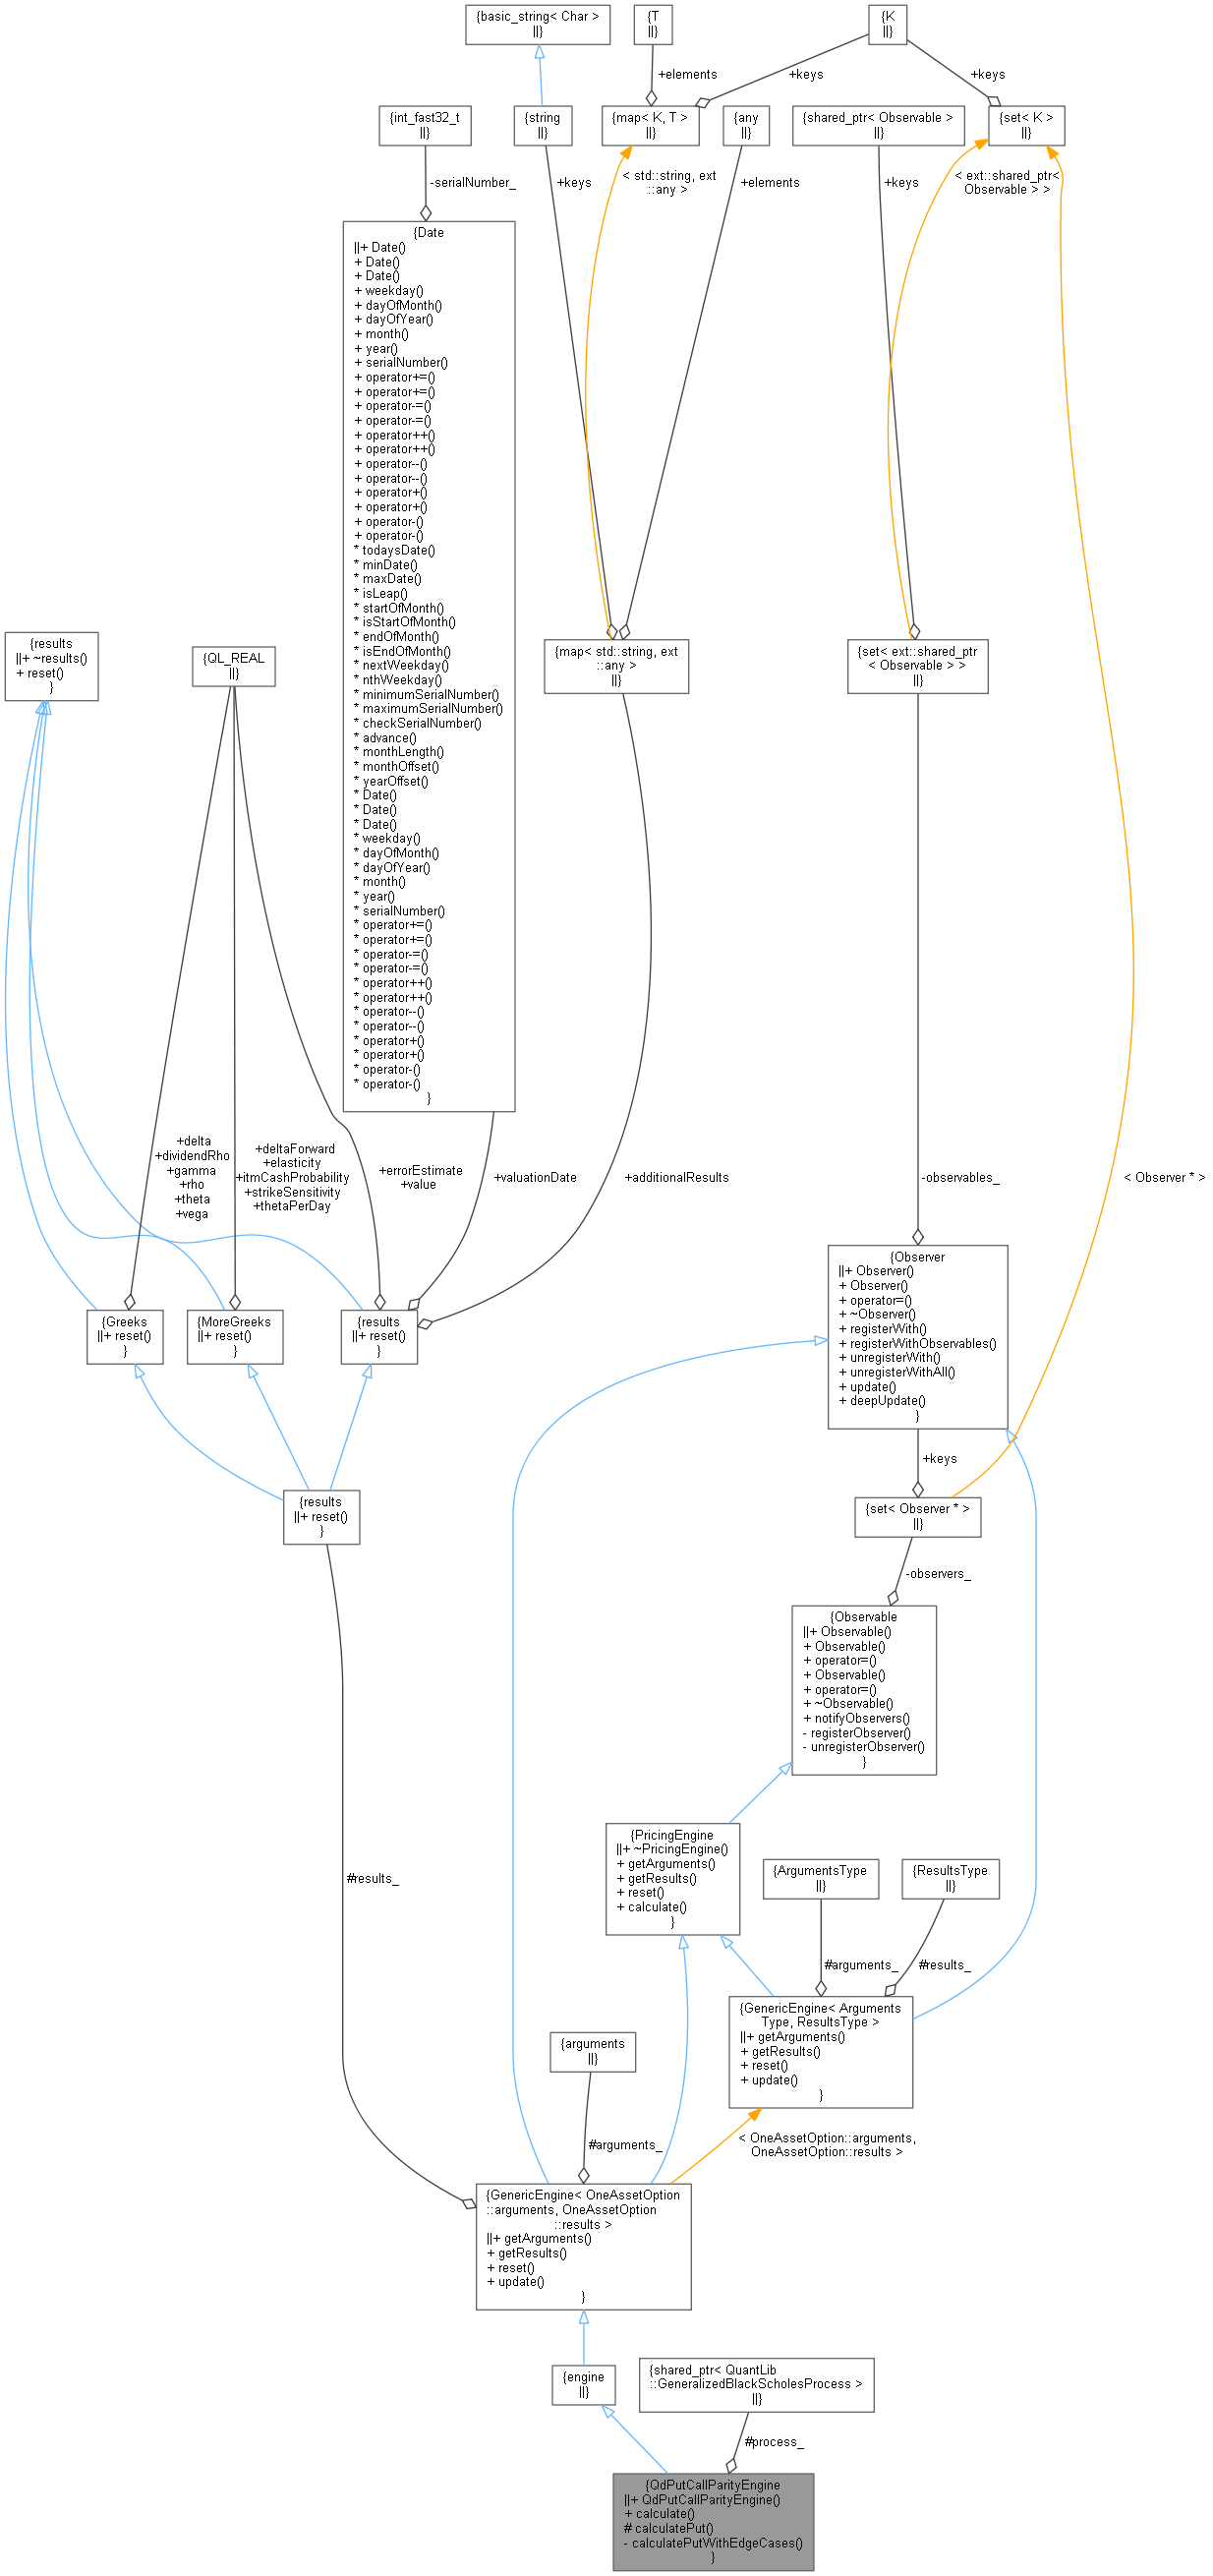 {basic_string< Char >
||}
{T
||}
{K
||}
+elements
+keys
+keys
{int_fast32_t
||}
{string
||}
{map< K, T >
||}
{any
||}
{shared_ptr< Observable >
||}
{set< K >
||}
-serialNumber_
+keys
< std::string, ext
::any >
+elements
+keys
< ext::shared_ptr<
Observable > >
{Date
||+ Date()
+ Date()
+ Date()
+ weekday()
+ dayOfMonth()
+ dayOfYear()
+ month()
+ year()
+ serialNumber()
+ operator+=()
+ operator+=()
+ operator-=()
+ operator-=()
+ operator++()
+ operator++()
+ operator--()
+ operator--()
+ operator+()
+ operator+()
+ operator-()
+ operator-()
* todaysDate()
* minDate()
* maxDate()
* isLeap()
* startOfMonth()
* isStartOfMonth()
* endOfMonth()
* isEndOfMonth()
* nextWeekday()
* nthWeekday()
* minimumSerialNumber()
* maximumSerialNumber()
* checkSerialNumber()
* advance()
* monthLength()
* monthOffset()
* yearOffset()
* Date()
* Date()
* Date()
* weekday()
* dayOfMonth()
* dayOfYear()
* month()
* year()
* serialNumber()
* operator+=()
* operator+=()
* operator-=()
* operator-=()
* operator++()
* operator++()
* operator--()
* operator--()
* operator+()
* operator+()
* operator-()
* operator-()
}
{results
||+ ~results()
+ reset()
}
{QL_REAL
||}
{map< std::string, ext
::any >
||}
{set< ext::shared_ptr
< Observable > >
||}
+delta
+dividendRho
+gamma
+rho
+theta
+vega
+deltaForward
+elasticity
+itmCashProbability
+strikeSensitivity
+thetaPerDay
+errorEstimate
+value
+valuationDate
+additionalResults
-observables_
< Observer * >
{Greeks
||+ reset()
}
{MoreGreeks
||+ reset()
}
{results
||+ reset()
}
{Observer
||+ Observer()
+ Observer()
+ operator=()
+ ~Observer()
+ registerWith()
+ registerWithObservables()
+ unregisterWith()
+ unregisterWithAll()
+ update()
+ deepUpdate()
}
+keys
{results
||+ reset()
}
{set< Observer * >
||}
-observers_
{Observable
||+ Observable()
+ Observable()
+ operator=()
+ Observable()
+ operator=()
+ ~Observable()
+ notifyObservers()
- registerObserver()
- unregisterObserver()
}
{PricingEngine
||+ ~PricingEngine()
+ getArguments()
+ getResults()
+ reset()
+ calculate()
}
{ArgumentsType
||}
{ResultsType
||}
#results_
#arguments_
#results_
{GenericEngine< Arguments
Type, ResultsType >
||+ getArguments()
+ getResults()
+ reset()
+ update()
}
{arguments
||}
#arguments_
< OneAssetOption::arguments,
OneAssetOption::results >
{GenericEngine< OneAssetOption
::arguments, OneAssetOption
::results >
||+ getArguments()
+ getResults()
+ reset()
+ update()
}
{engine
||}
{shared_ptr< QuantLib
::GeneralizedBlackScholesProcess >
||}
#process_
{QdPutCallParityEngine
||+ QdPutCallParityEngine()
+ calculate()
# calculatePut()
- calculatePutWithEdgeCases()
}